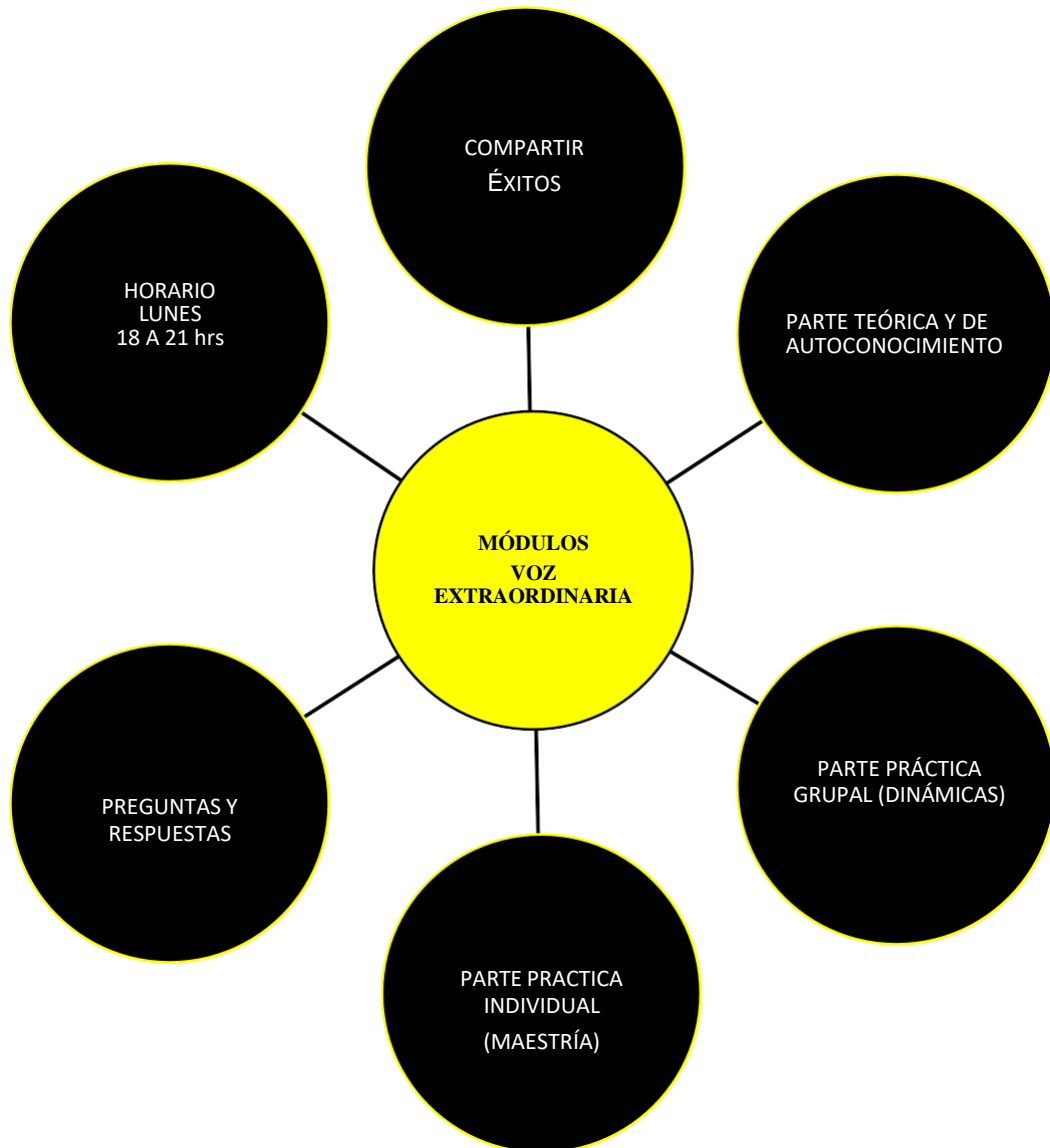 COMPARTIR
ÉXITOS
HORARIO
LUNES
18 A 21 hrs
PARTE TEÓRICA Y DE
AUTOCONOCIMIENTO
MÓDULOS
VOZ
EXTRAORDINARIA
PREGUNTAS Y
RESPUESTAS
PARTE PRÁCTICA
GRUPAL (DINÁMICAS)
PARTE PRACTICA
INDIVIDUAL
(MAESTRÍA)